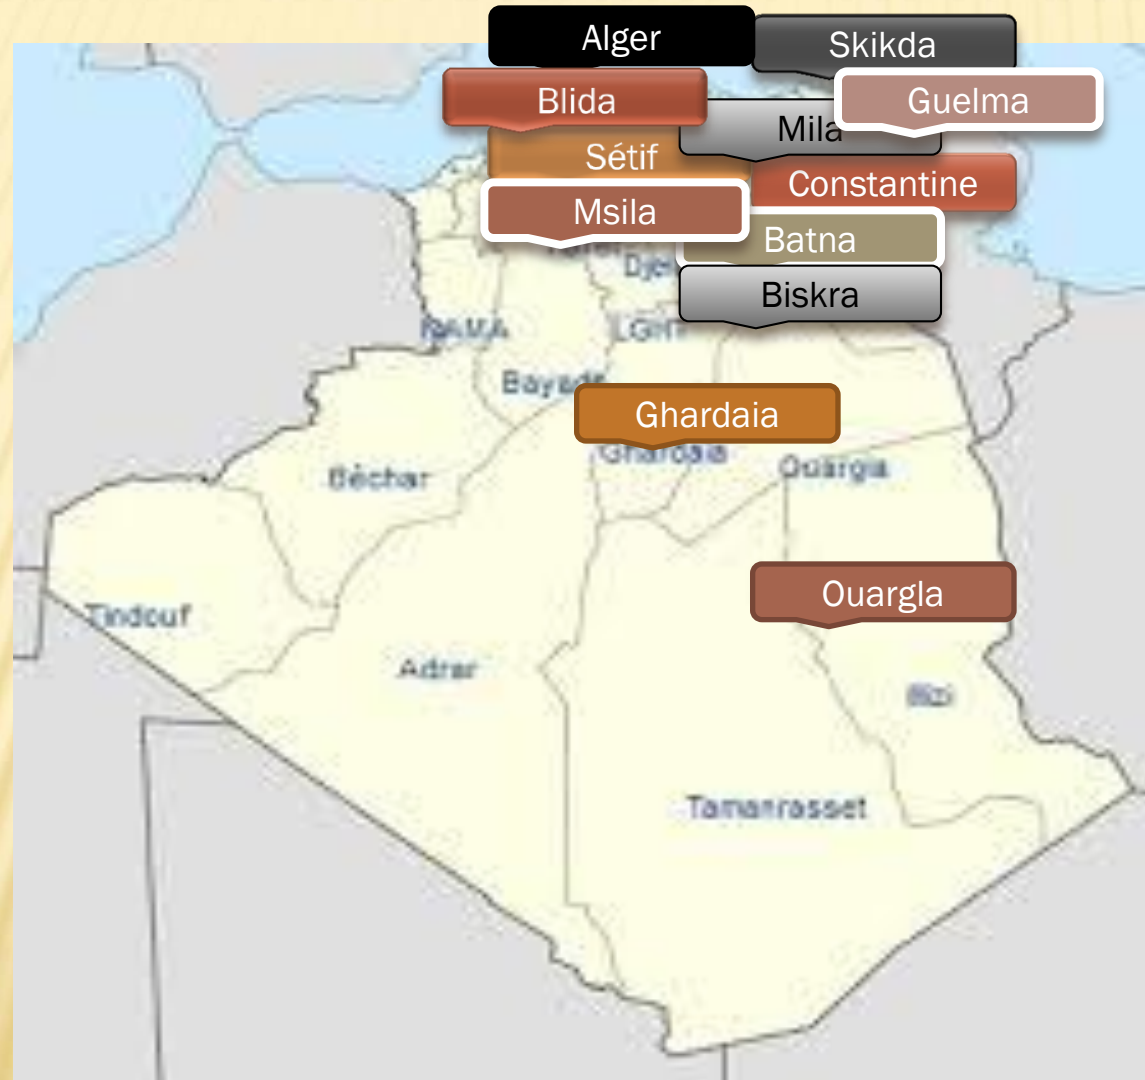 Alger
Skikda
Blida
Guelma
Mila
Sétif
Constantine
Msila
Batna
Biskra
Bayadh
Ghardaia
Ghardaia
Ouargla
Béchar
Ouargla
Tindouf
Adrar
Illizi
Tamanrasset